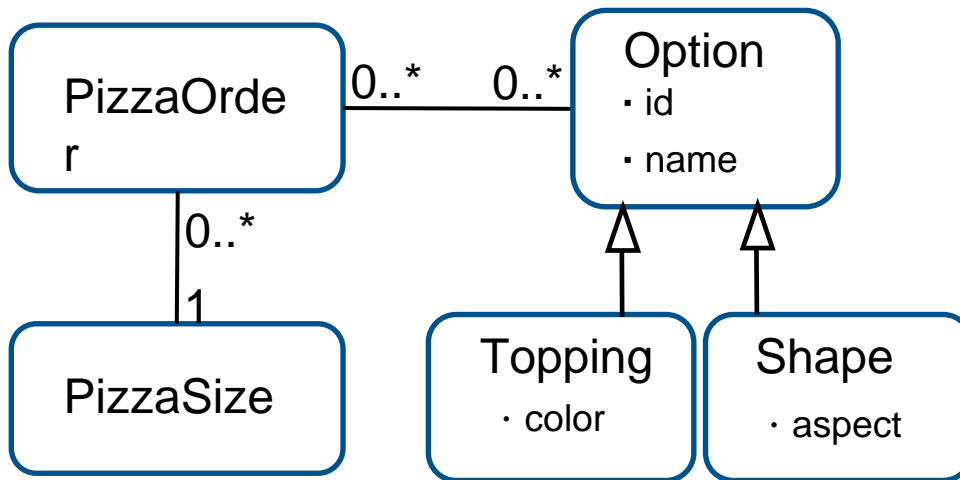 PizzaOrde
r
0..*
0..*
Option
· id
· name
0..*
1
PizzaSize
Topping
· color
Shape
· aspect